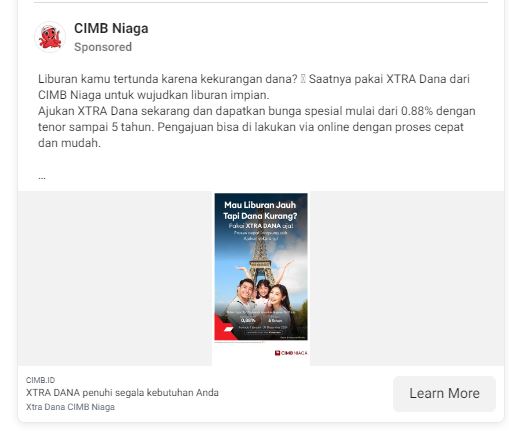 CIMB Niaga
Sponsored
Liburan kamu tertunda karena kekurangan dana? Saatnya pakai XTRA Dana dari
CIMB Niaga untuk wujudkan liburan impian.
Ajukan XTRA Dana sekarang dan dapatkan bunga spesial mulai dari 0.88% dengan
tenor sampai 5 tahun. Pengajuan bisa di lakukan via online dengan proses cepat
dan mudah.
...
Mau Liburan Jauh
Tapi Dana Kurang?
Pakai XTRA DANA aja!
0,88%
CIMB NIAGA
CIMB.ID
XTRA DANA penuhi segala kebutuhan Anda
Xtra Dana CIMB Niaga
Learn More